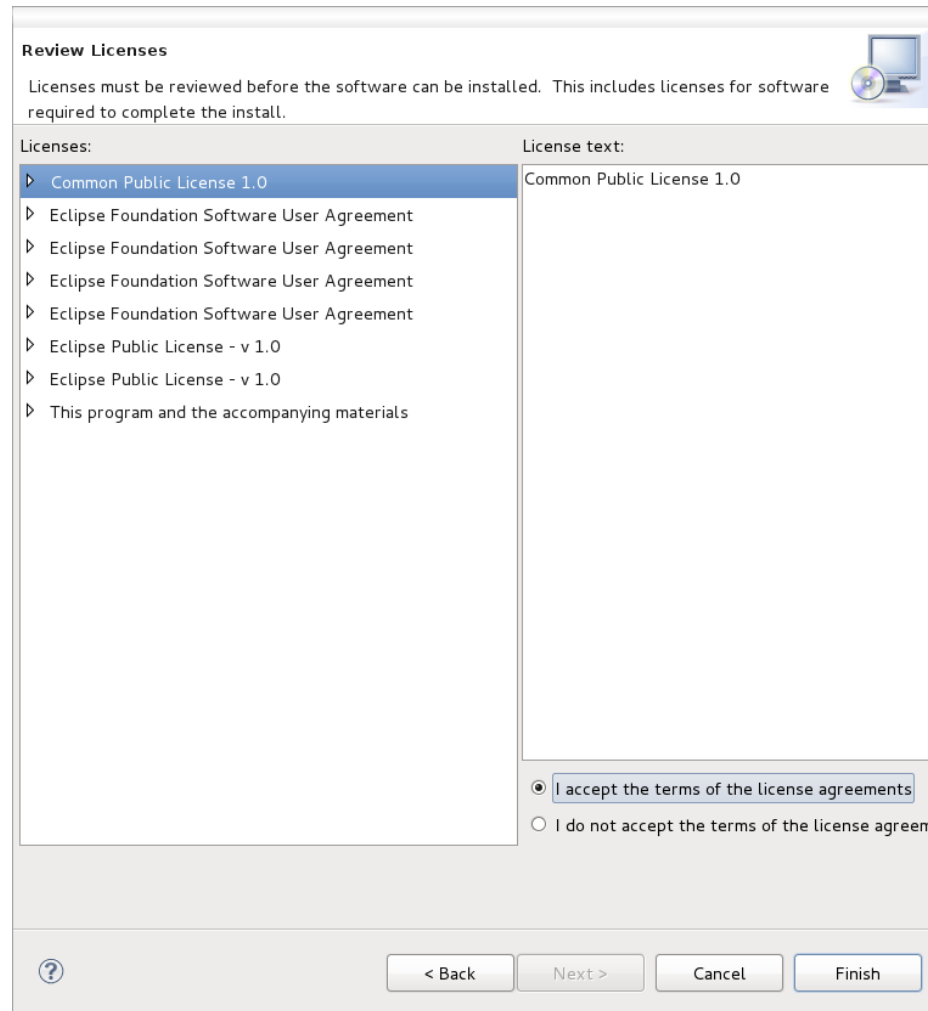 Review Licenses
Licenses must be reviewed before the software can be installed.  This includes licenses for software
required to complete the install.
Licenses:
License text:
Common Public License 1.0
Eclipse Foundation Software User Agreement
Eclipse Foundation Software User Agreement
Eclipse Foundation Software User Agreement
Eclipse Foundation Software User Agreement
Eclipse Public License - v 1.0
Eclipse Public License - v 1.0
This program and the accompanying materials
Common Public License 1.0
I accept the terms of the license agreements
I do not accept the terms of the license
?
< Back
Next >
Cancel
Finish